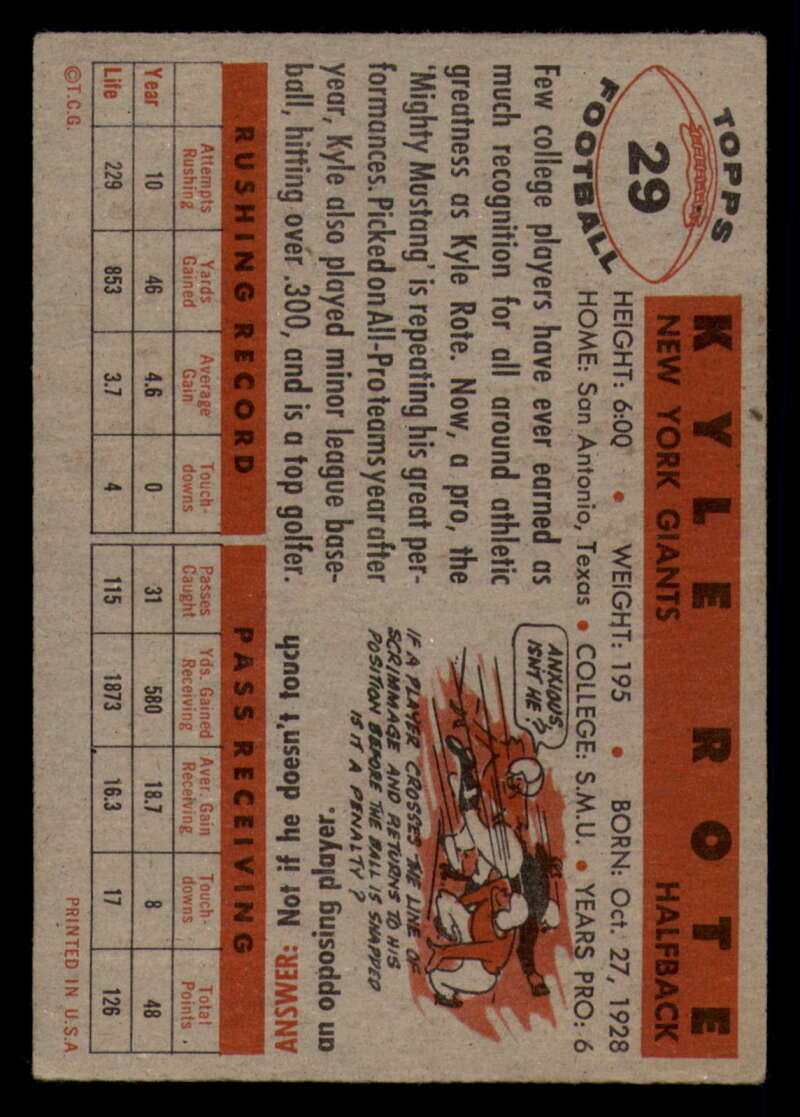 TOPPS
29
FOOTBALL
KYLE ROTE
NEW YORK GIANTS HALFBACK
HEIGHT: 6:00 • WEIGHT: 195 • BORN: Oct. 27, 1928
HOME: San Antonio, Texas • COLLEGE: S.M.U. • YEARS PRO: 6
Few college players have ever earned as
much recognition for all around athletic
greatness as Kyle Rote. Now, a pro, the
'Mighty Mustang' is repeating his great per-
formances. Picked on All-Pro teams year after
year, Kyle also played minor league base-
ball, hitting over .300, and is a top golfer.
ANXIOUS,
ISN'T HE?
IF A PLAYER CROSSES THE LINE OF
SCRIMMAGE AND RETURNS TO HIS
POSITION BEFORE THE BALL IS SNAPPED
IS IT A PENALTY?
ANSWER: Not if he doesn't touch
an opposing player.
RUSHING RECORD PASS RECEIVING
Attempts Rushing Yards Gained Average Gain Touch-downs Passes Caught Yds. Gained Receiving Aver. Gain Receiving Touch-downs Total Points
Year 10 46 4.6 0 31 580 18.7 8 48
Life 229 853 3.7 4 115 1873 16.3 17 126
©T.C.G. PRINTED IN U.S.A